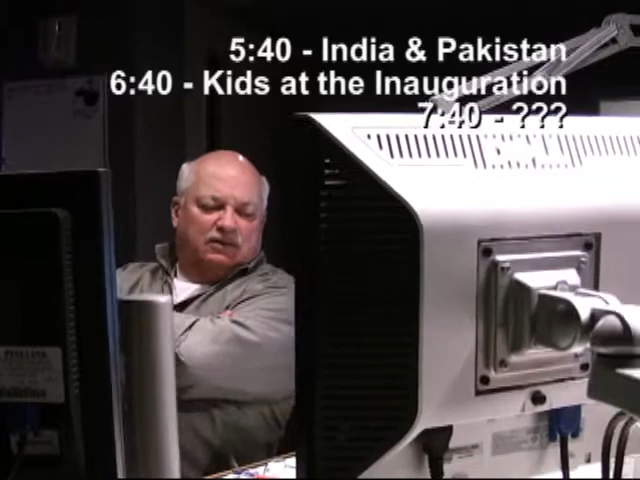 5:40 - India & Pakistan
6:40 - Kids at the Inauguration
7:40 - ???